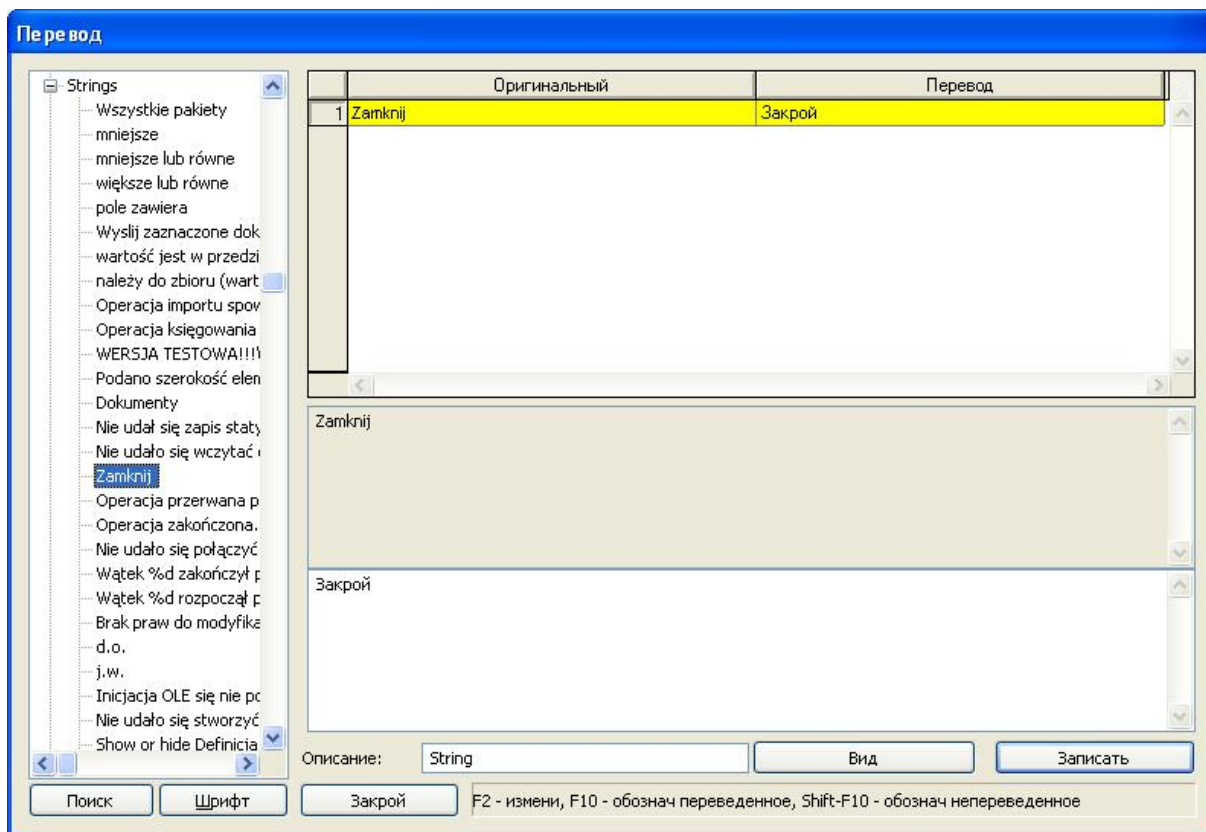 Перевод
Strings
Wszystkie pakiety
mniejsze
mniejsze lub równe
większe lub równe
pole zawiera
Wyslij zaznaczone dok
wartość jest w przedzi
należy do zbioru (wart
Operacja importu spow
Operacja księgowania
WERSJA TESTOWA!!!
Podano szerokość elen
Dokumenty
Nie udał się zapis staty
Nie udało się wczytać
Zamknij
Operacja przerwana p
Operacja zakończona.
Nie udało się połączyć
Wątek %d zakończył p
Wątek %d rozpoczął p
Brak praw do modyfika
d.o.
j.w.
Inicjacja OLE się nie po
Nie udało się stworzyć
Show or hide Definicia
Поиск
Шрифт
Оригинальный Перевод
1 Zamknij Закрой
Zamknij
Закрой
Описание: String Вид Записать
Закрой F2 - измени, F10 - обознач переведенное, Shift-F10 - обознач непереведенное